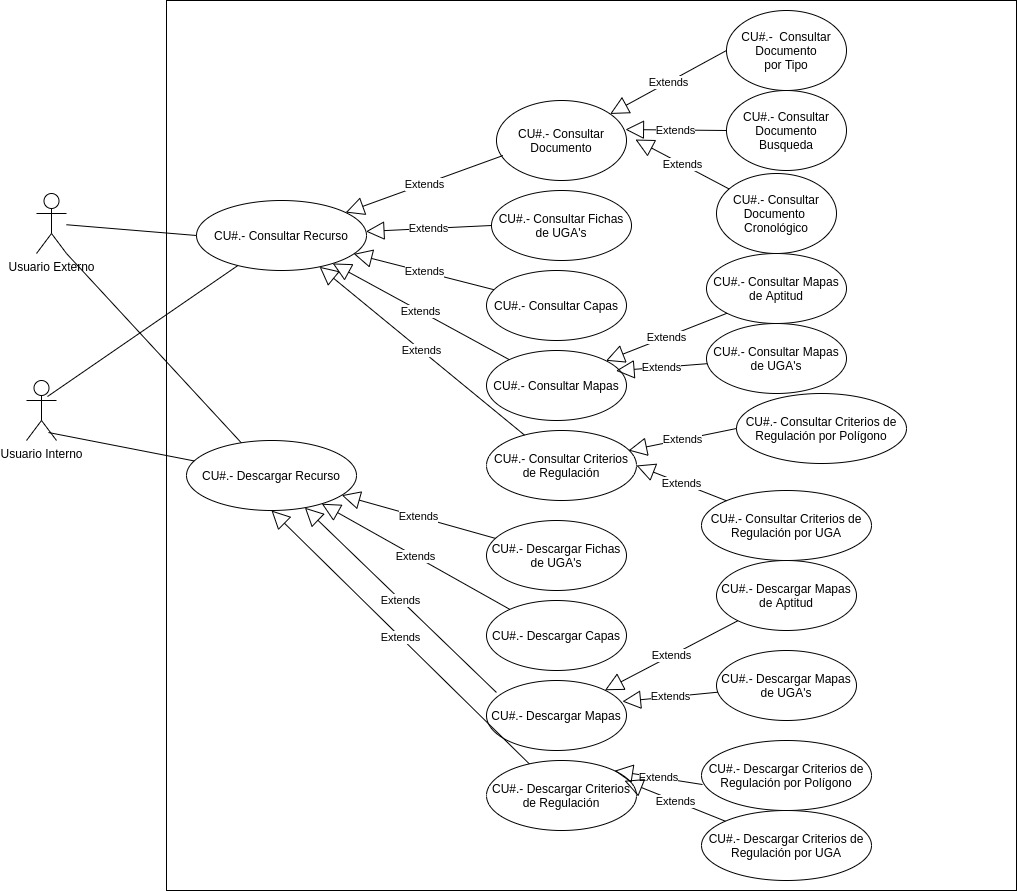 CU#.- Consultar
Documento
por Tipo
Extends
CU#.- Consultar
Documento
Busqueda
Extends
CU#.- Consultar
Documento
Extends
CU#.- Consultar
Documento
Cronológico
Extends
CU#.- Consultar Fichas
de UGA's
Extends
CU#.- Consultar Recurso
Usuario Externo
Extends
CU#.- Consultar Capas
CU#.- Consultar Mapas
de Aptitud
Extends
Extends
CU#.- Consultar Mapas
de UGA's
Extends
Extends
CU#.- Consultar Mapas
Usuario Interno
CU#.- Consultar Criterios de
Regulación por Polígono
Extends
CU#.- Consultar Criterios
de Regulación
Extends
CU#.- Descargar Recurso
CU#.- Consultar Criterios de
Regulación por UGA
Extends
CU#.- Descargar Fichas
de UGA's
Extends
CU#.- Descargar Mapas
de Aptitud
Extends
CU#.- Descargar Capas
Extends
Extends
CU#.- Descargar Mapas
de UGA's
Extends
CU#.- Descargar Mapas
CU#.- Descargar Criterios de
Regulación por Polígono
Extends
CU#.- Descargar Criterios
de Regulación
Extends
CU#.- Descargar Criterios de
Regulación por UGA